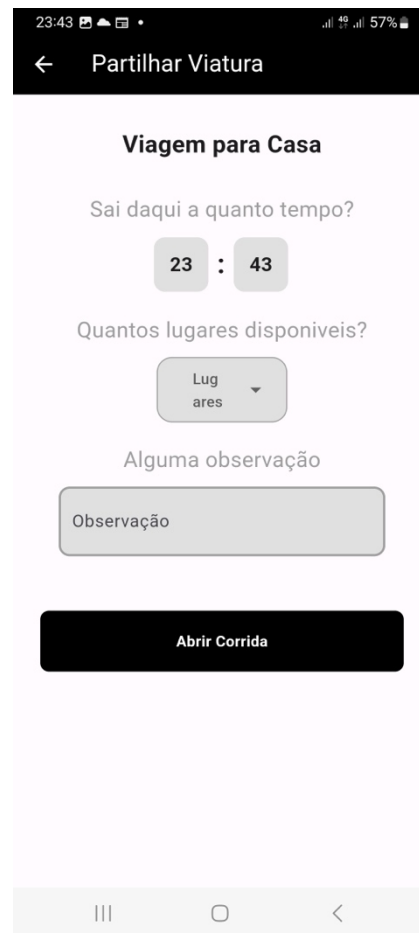 23:43 4G 57%
Partilhar Viatura
Viagem para Casa
Sai daqui a quanto tempo?
23 : 43
Quantos lugares disponiveis?
Lug
ares
Alguma observação
Observação
Abrir Corrida